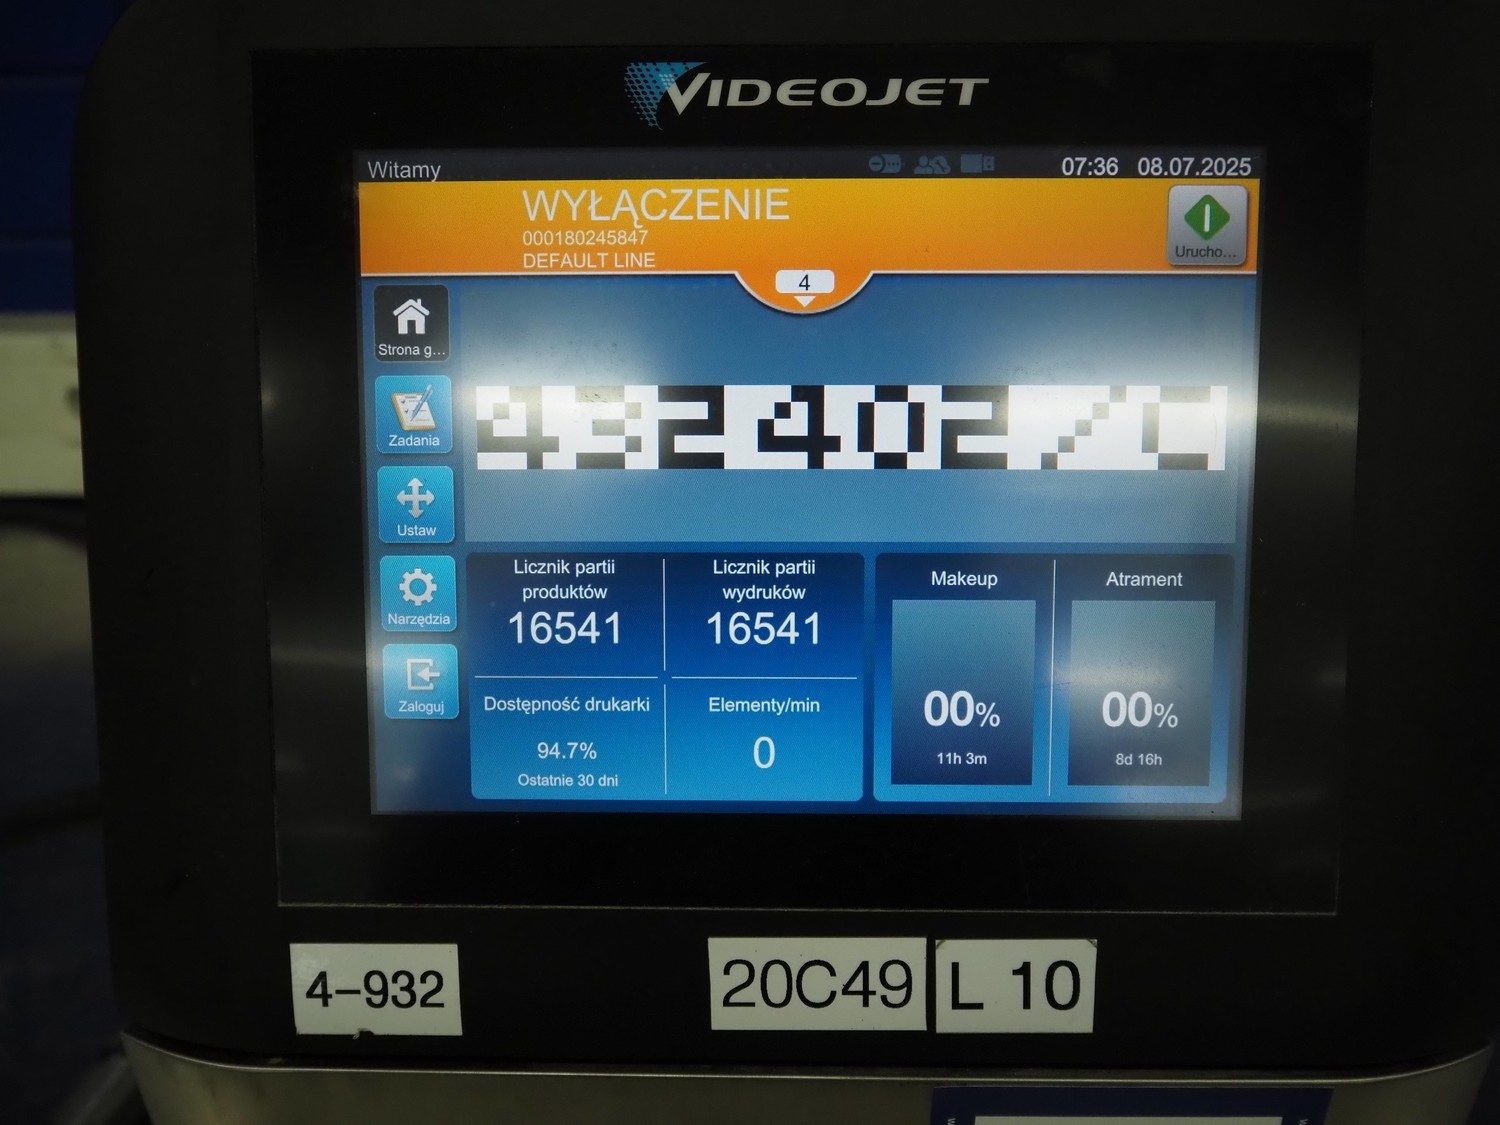 VIDEOJET
Witamy
07:36 08.07.2025
WYŁĄCZENIE
000180245847
DEFAULT LINE
Urucho...
4
Strona g...
Zadania
Ustaw
Narzędzia
Zaloguj
Licznik partii
produktów
16541
Licznik partii
wydruków
16541
Dostępność drukarki
94.7%
Ostatnie 30 dni
Elementy/min
0
Makeup
00%
11h 3m
Atrament
00%
8d 16h
4-932
20C49
L 10